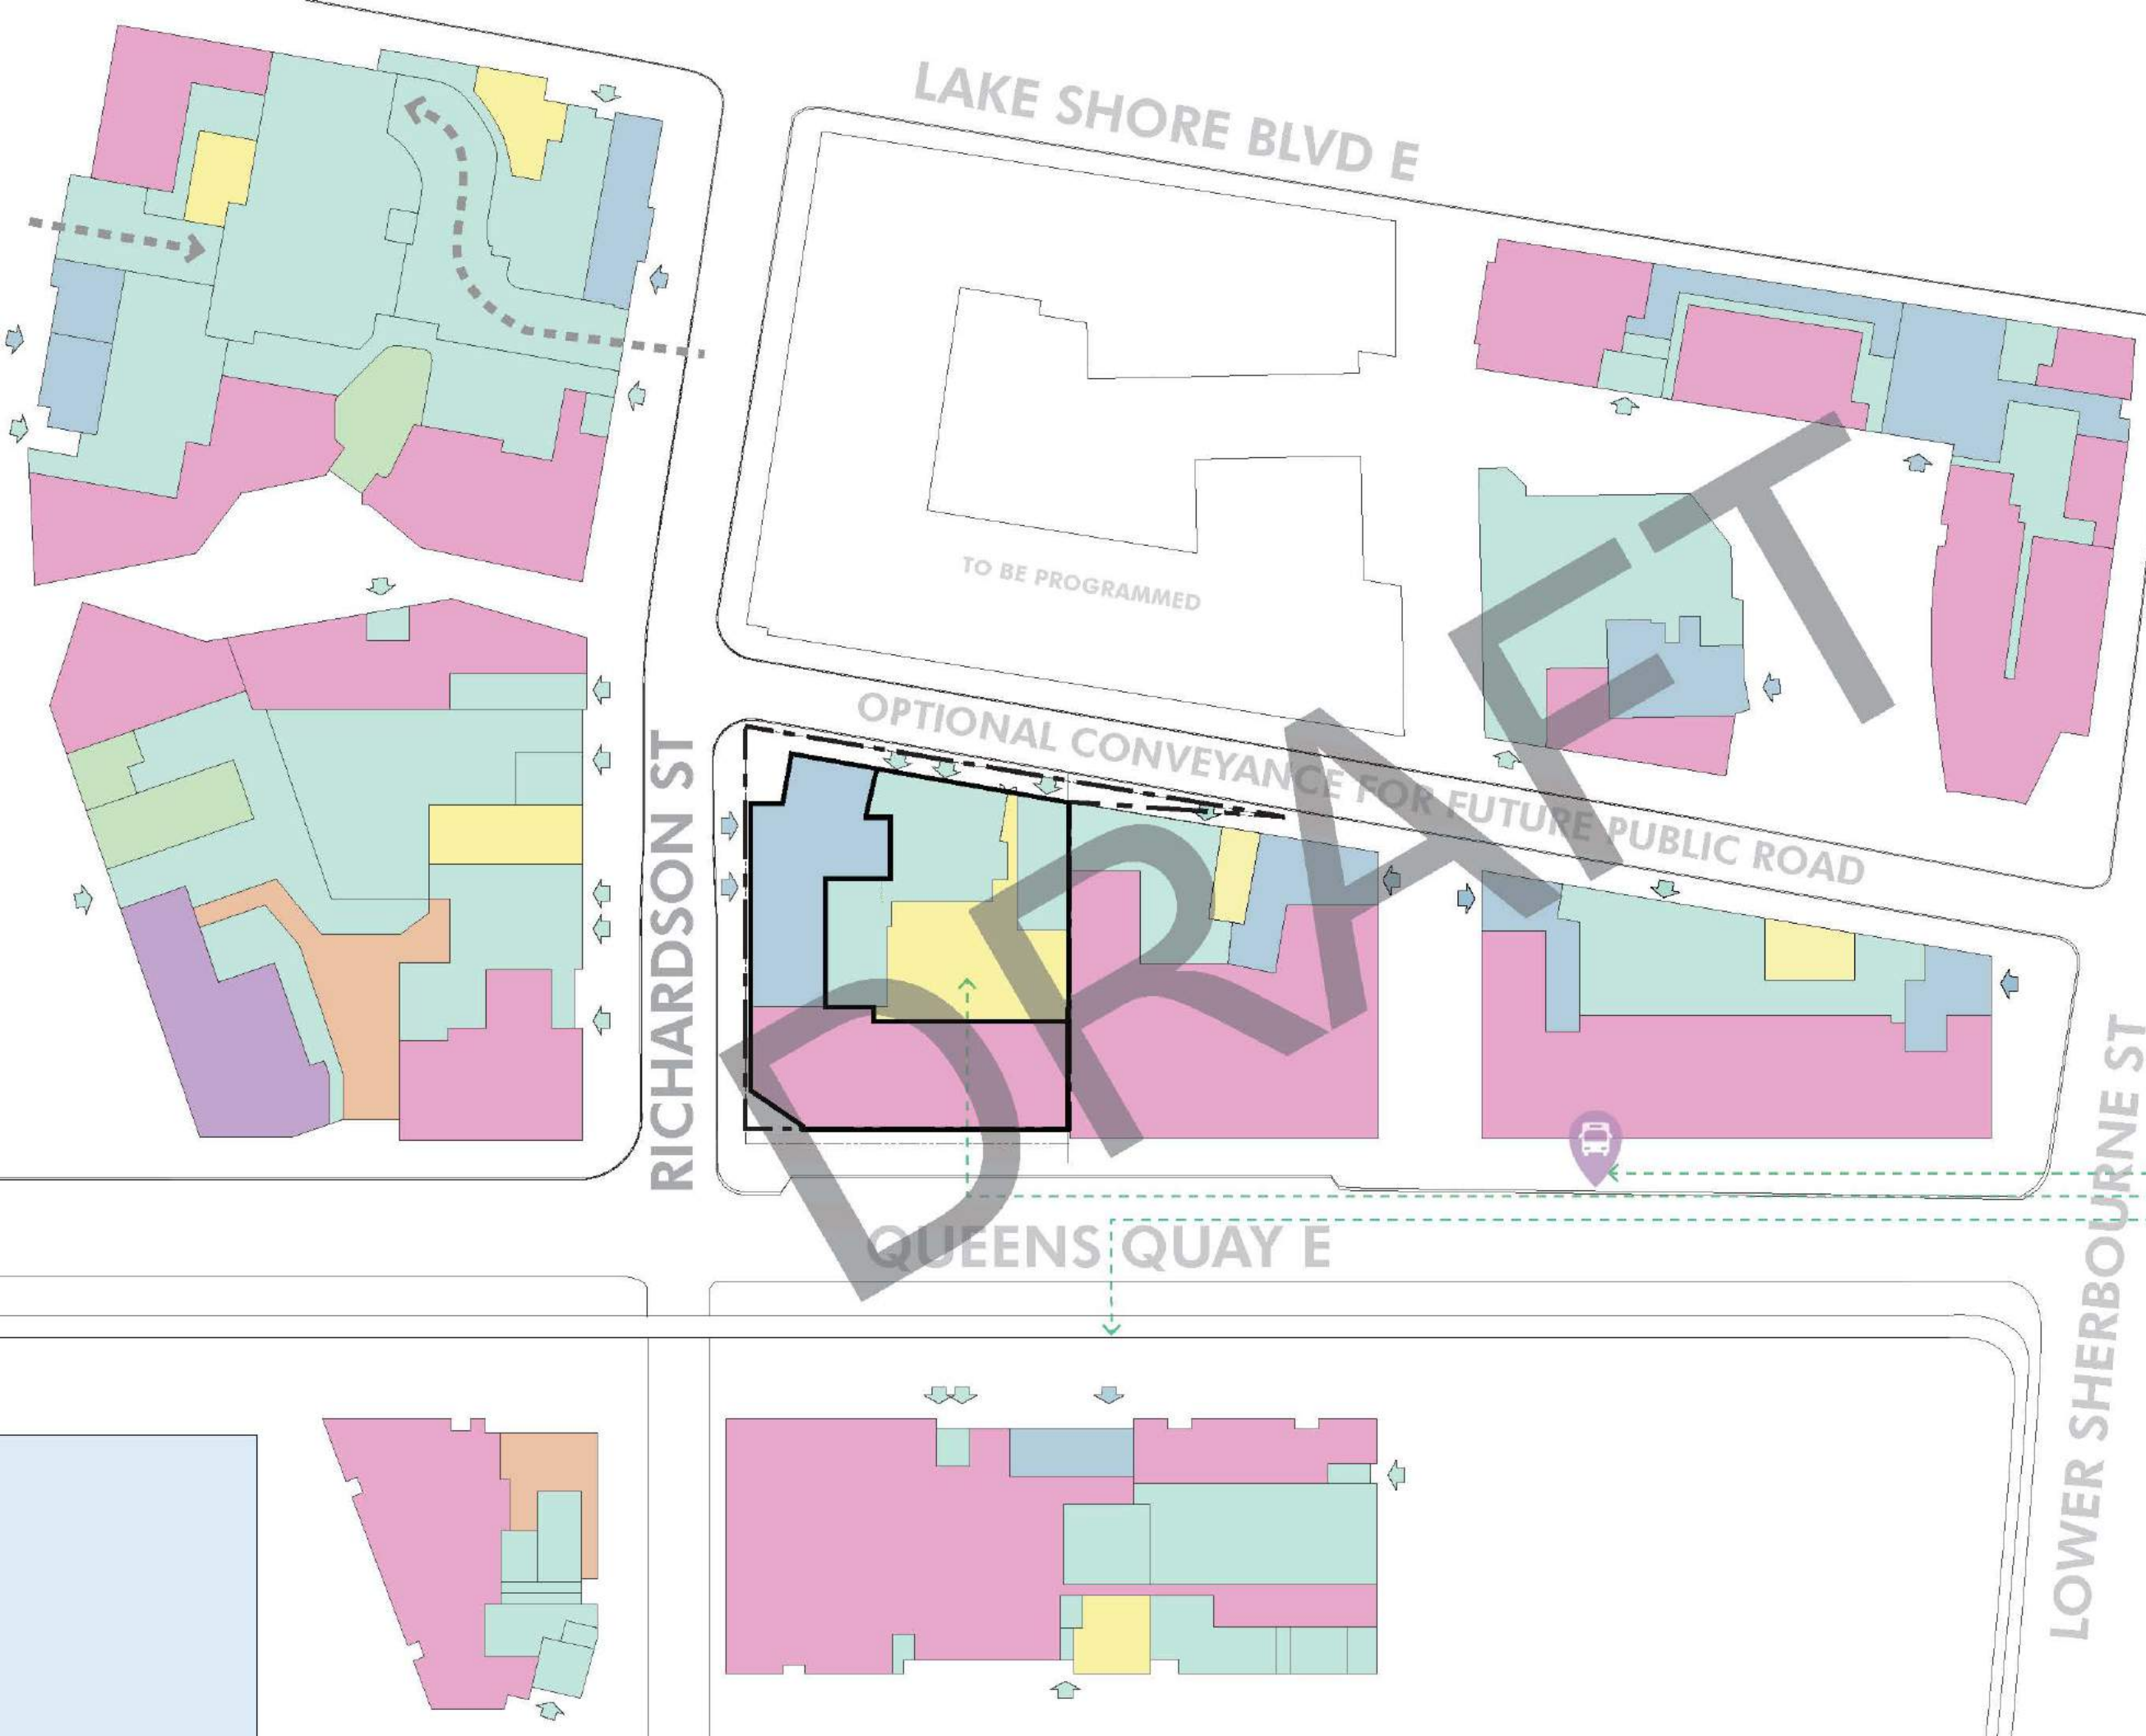 LAKE SHORE BLVD E
TO BE PROGRAMMED
OPTIONAL CONVEYANCE FOR FUTURE PUBLIC ROAD
RICHARDSON ST
DRAFT
QUEENS QUAY E
LOWER SHERBOURNE ST